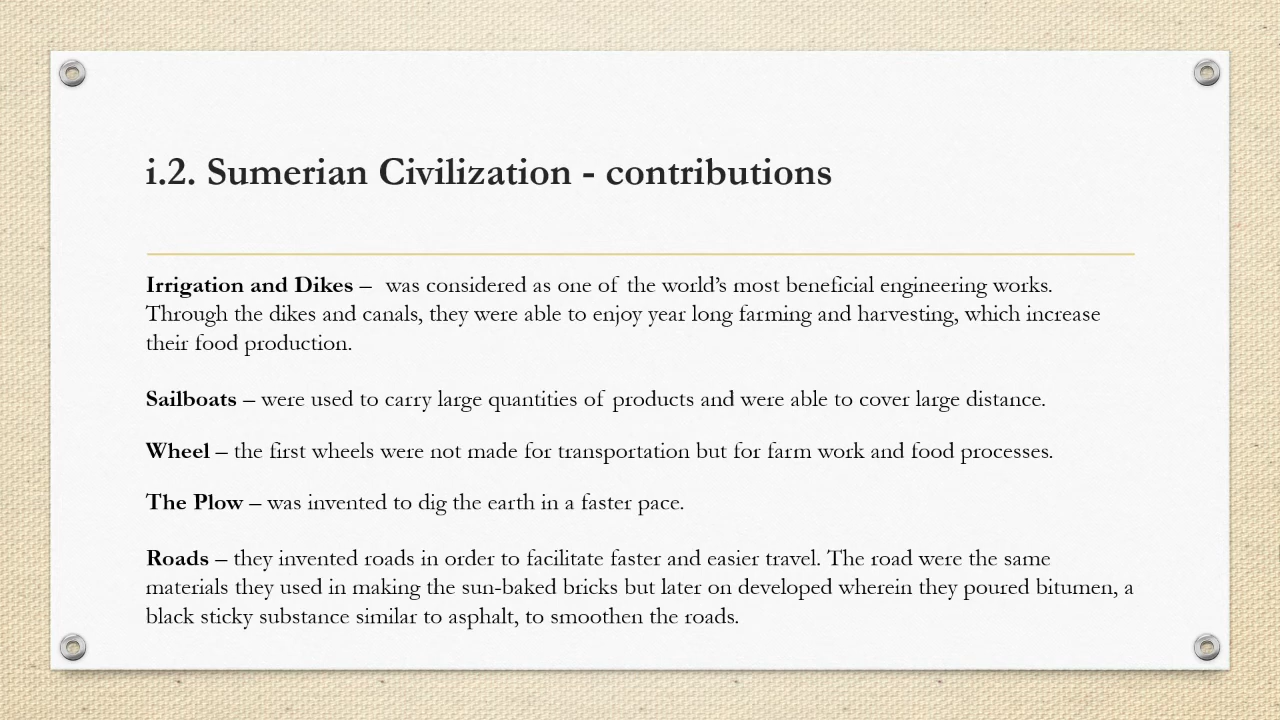 i.2. Sumerian Civilization - contributions
Irrigation and Dikes – was considered as one of the world’s most beneficial engineering works.
Through the dikes and canals, they were able to enjoy year long farming and harvesting, which increase
their food production.
Sailboats – were used to carry large quantities of products and were able to cover large distance.
Wheel – the first wheels were not made for transportation but for farm work and food processes.
The Plow – was invented to dig the earth in a faster pace.
Roads – they invented roads in order to facilitate faster and easier travel. The road were the same
materials they used in making the sun-baked bricks but later on developed wherein they poured bitumen, a
black sticky substance similar to asphalt, to smoothen the roads.